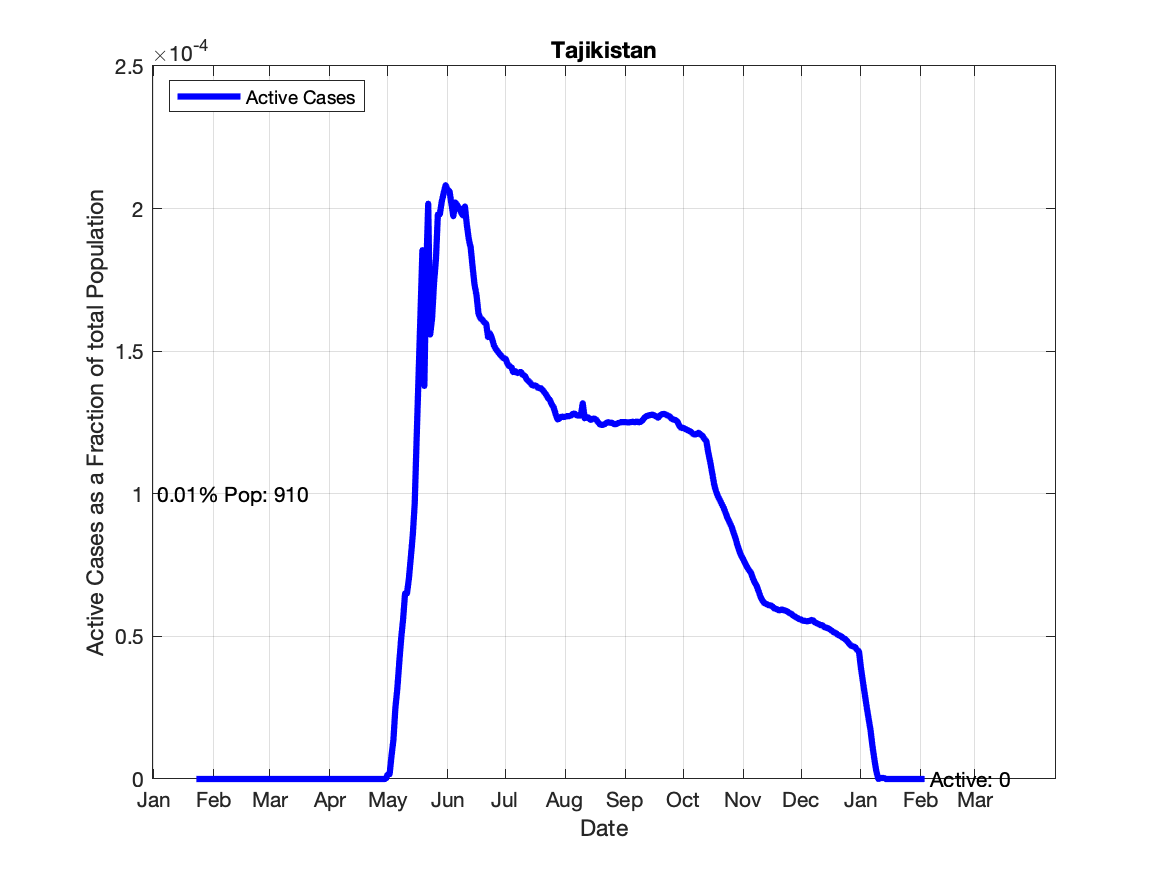 Tajikistan
×10-4
2.5
2
1.5
1
0.5
0
Active Cases
0.01% Pop: 910
Active: 0
Active Cases as a Fraction of total Population
Jan Feb Mar Apr May Jun Jul Aug Sep Oct Nov Dec Jan Feb Mar
Date